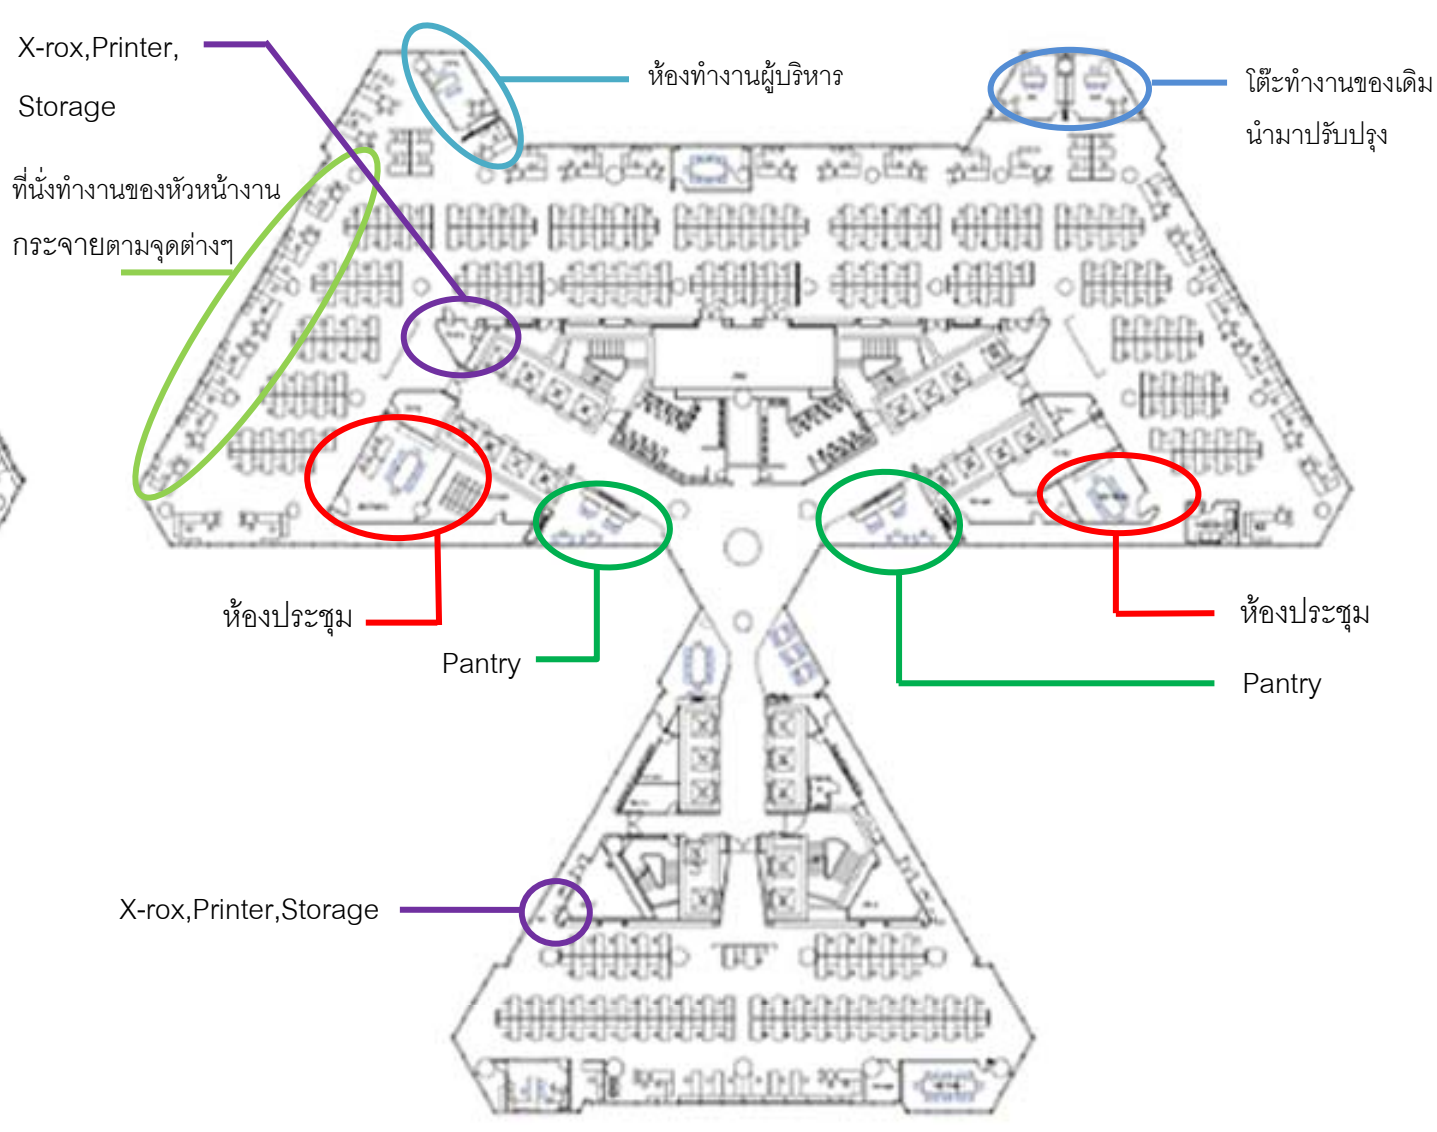 X-rox,Printer,
Storage
ห้องทำงานผู้บริหาร
โต๊ะทำงานของเดิม
นำมาปรับปรุง
ที่นั่งทำงานของหัวหน้างาน
กระจายตามจุดต่างๆ
ห้องประชุม
Pantry
ห้องประชุม
Pantry
X-rox,Printer,Storage